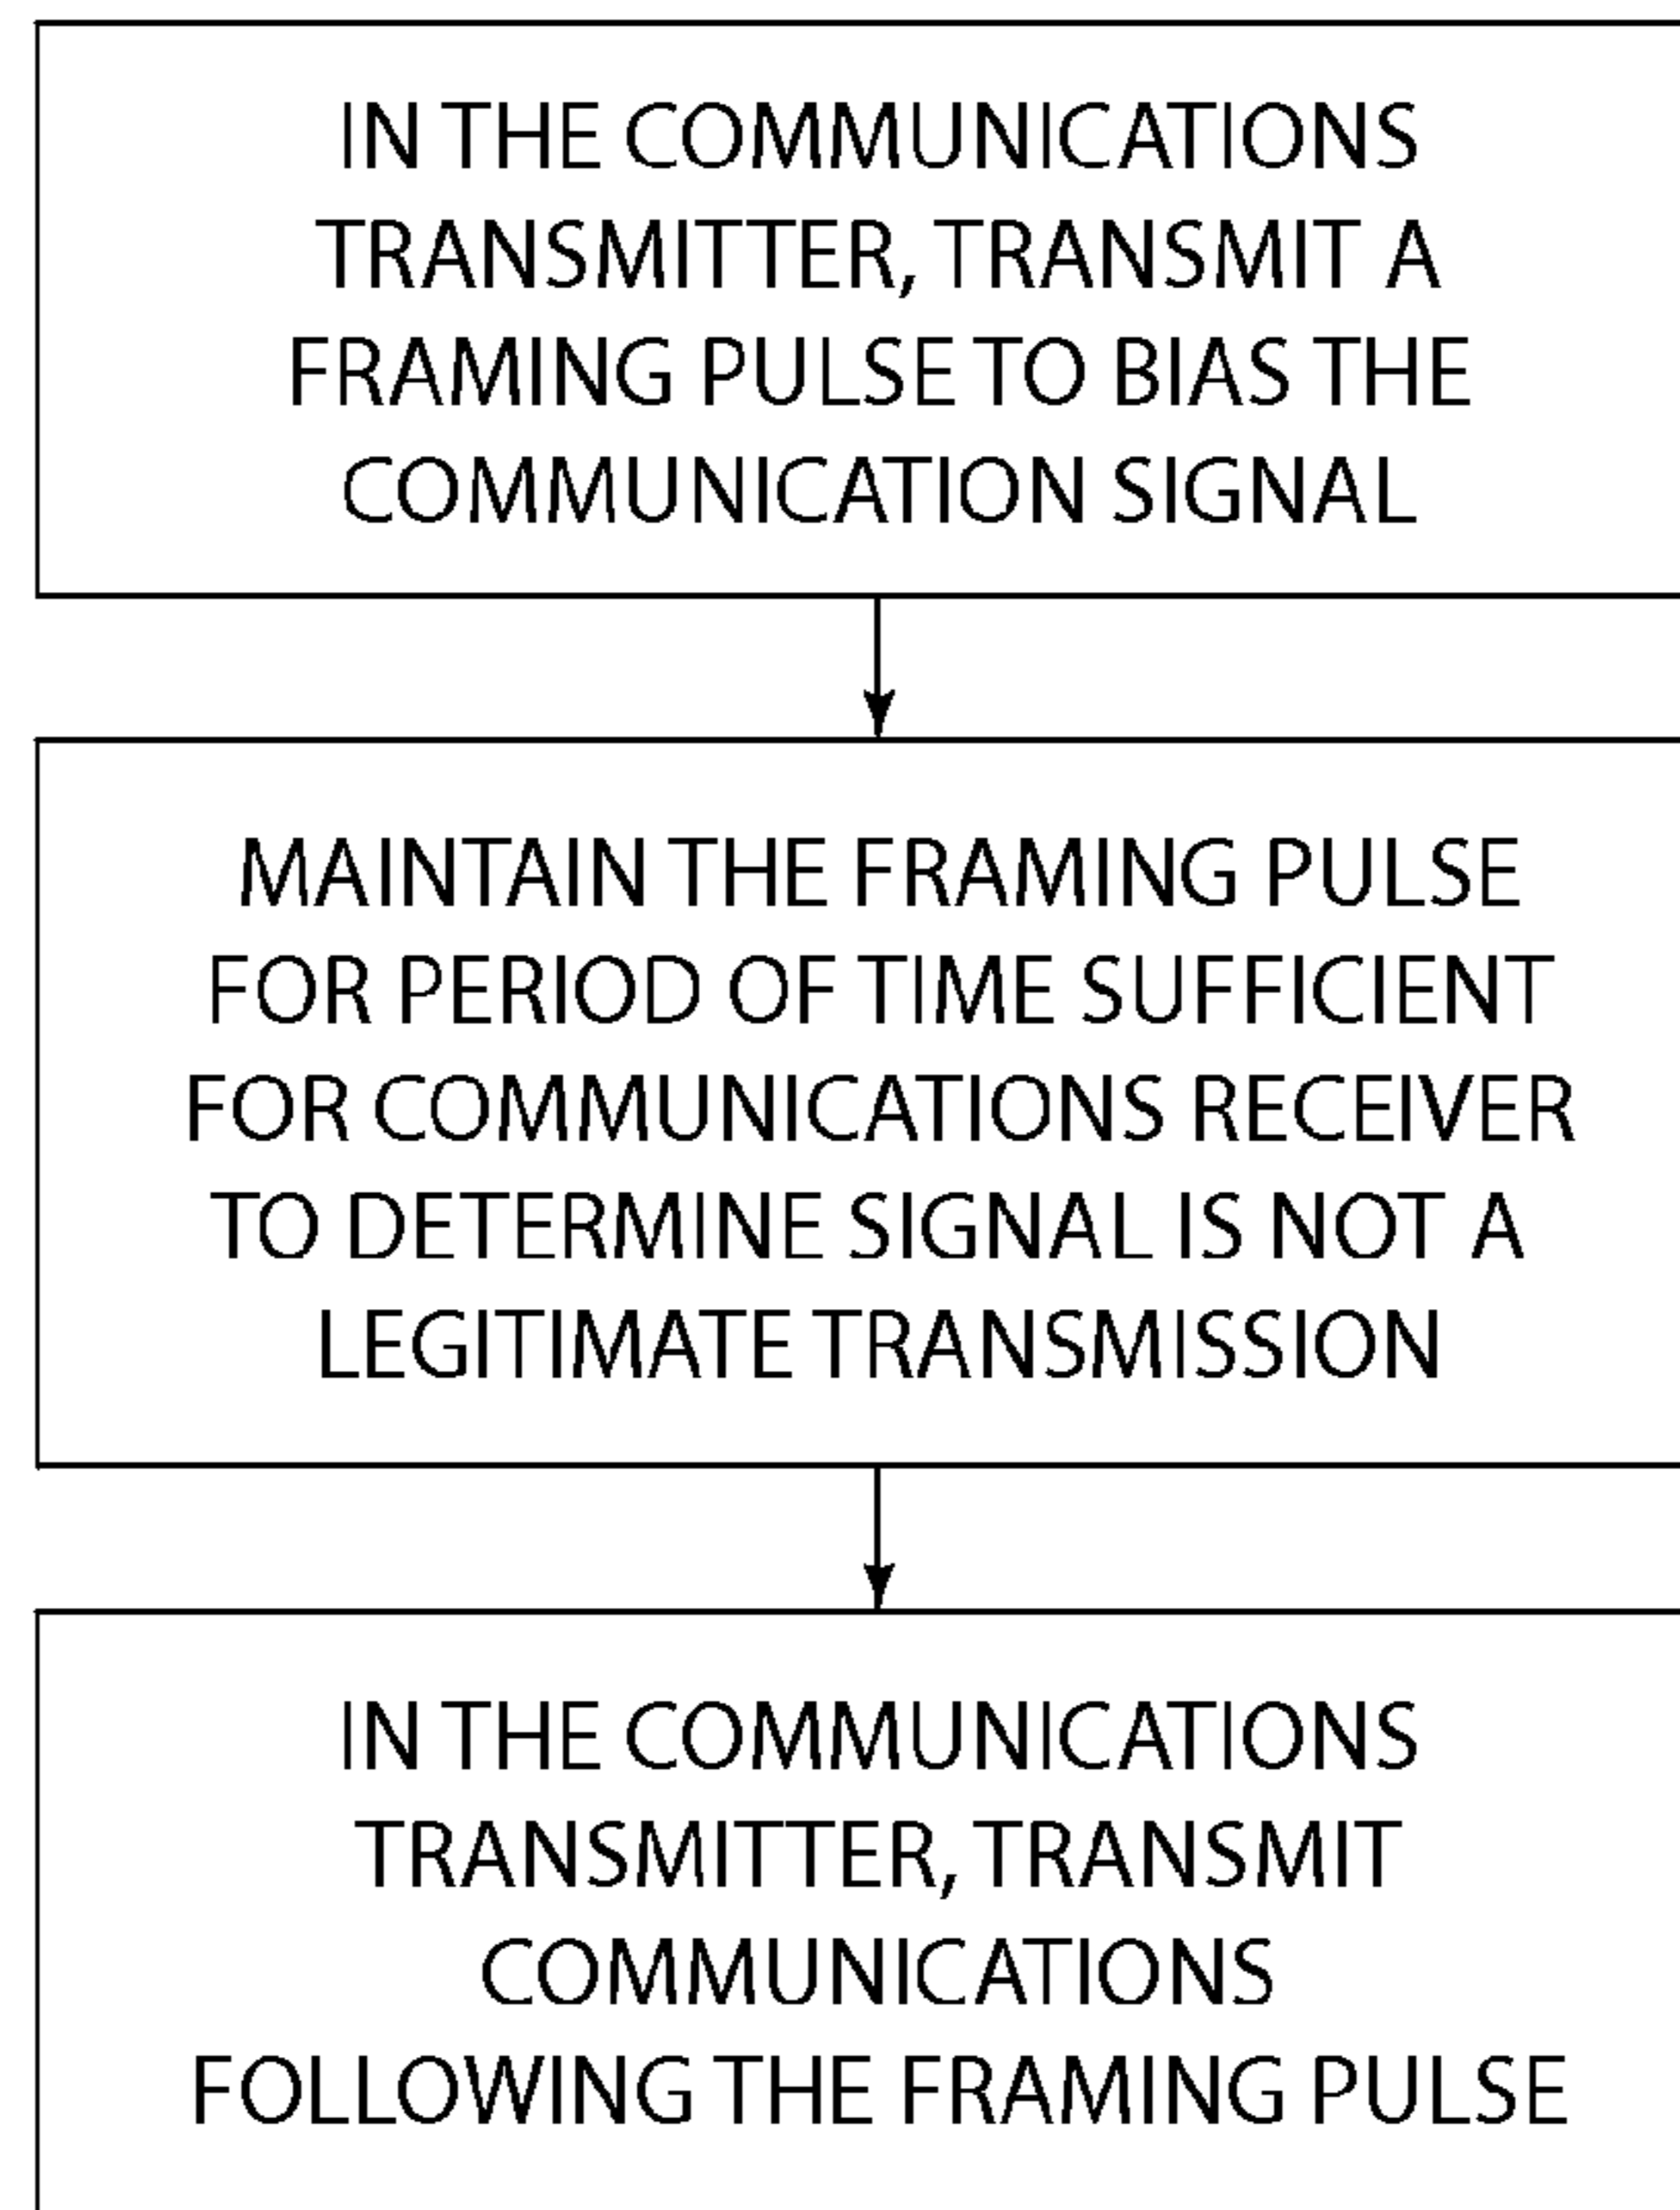 IN THE COMMUNICATIONS
TRANSMITTER, TRANSMIT A
FRAMING PULSE TO BIAS THE
COMMUNICATION SIGNAL
MAINTAIN THE FRAMING PULSE
FOR PERIOD OF TIME SUFFICIENT
FOR COMMUNICATIONS RECEIVER
TO DETERMINE SIGNAL IS NOT A
LEGITIMATE TRANSMISSION
IN THE COMMUNICATIONS
TRANSMITTER, TRANSMIT
COMMUNICATIONS
FOLLOWING THE FRAMING PULSE